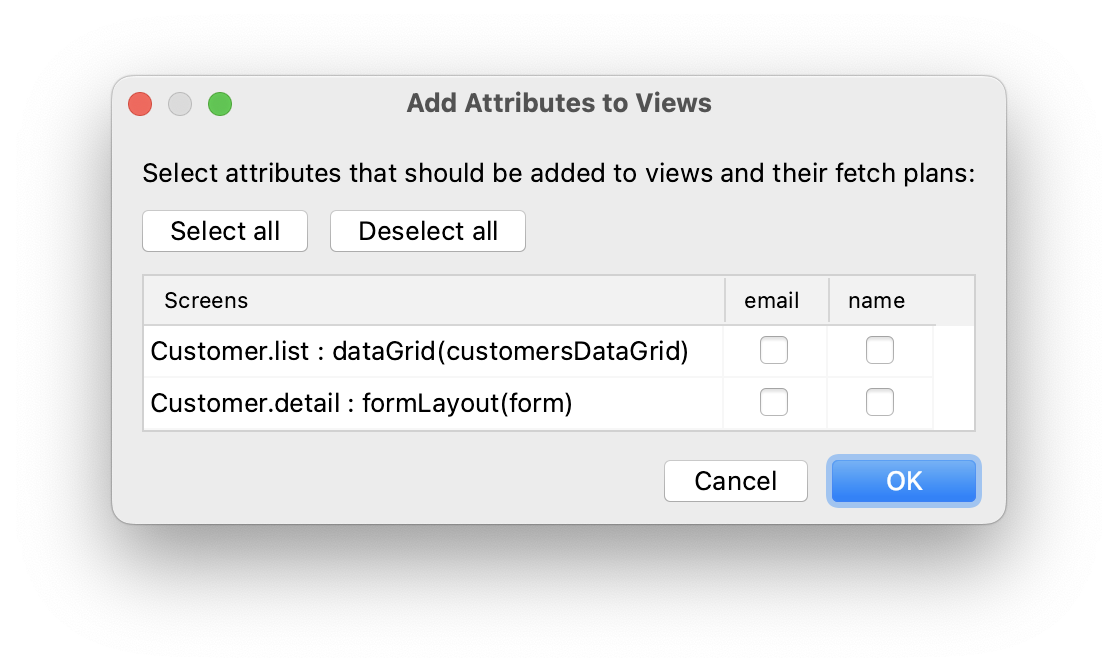 Add Attributes to Views
Select attributes that should be added to views and their fetch plans:
Select all Deselect all
Screens email name
Customer.list : dataGrid(customersDataGrid)
Customer.detail : formLayout(form)
Cancel OK